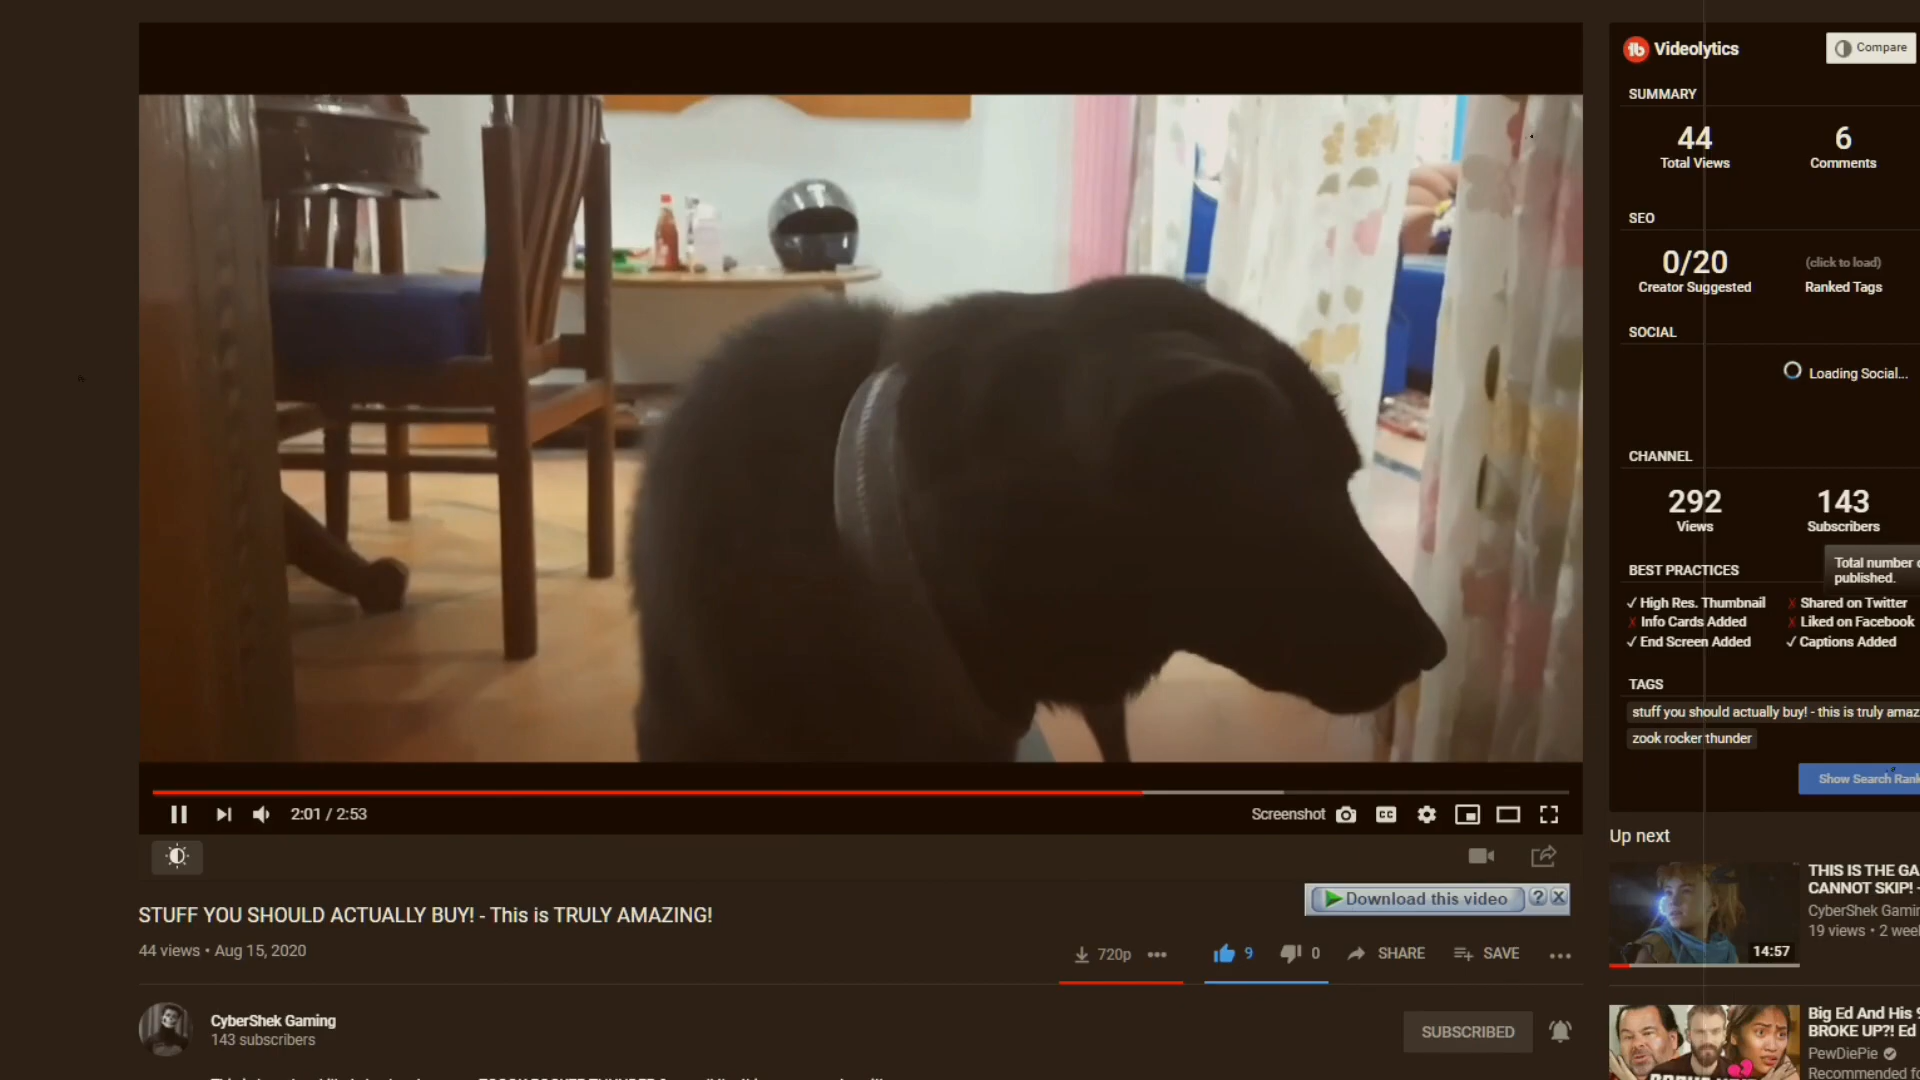 Videolytics
Compare
SUMMARY
44
Total Views
6
Comments
SEO
0/20
Creator Suggested
(click to load)
Ranked Tags
SOCIAL
Loading Social...
CHANNEL
292
Views
143
Subscribers
Total number
published.
BEST PRACTICES
✓ High Res. Thumbnail
X Shared on Twitter
X Info Cards Added
X Liked on Facebook
✓ End Screen Added
✓ Captions Added
TAGS
stuff you should actually buy! - this is truly amaz
zook rocker thunder
Show Search Rank
2:01 / 2:53
Screenshot
CC
Download this video
?
X
STUFF YOU SHOULD ACTUALLY BUY! - This is TRULY AMAZING!
44 views • Aug 15, 2020
720p
9
0
SHARE
SAVE
CyberShek Gaming
143 subscribers
SUBSCRIBED
Up next
14:57
THIS IS THE GA
CANNOT SKIP! -
CyberShek Gamin
19 views • 2 wee
Big Ed And His
BROKE UP?! Ed
PewDiePie
Recommended fo